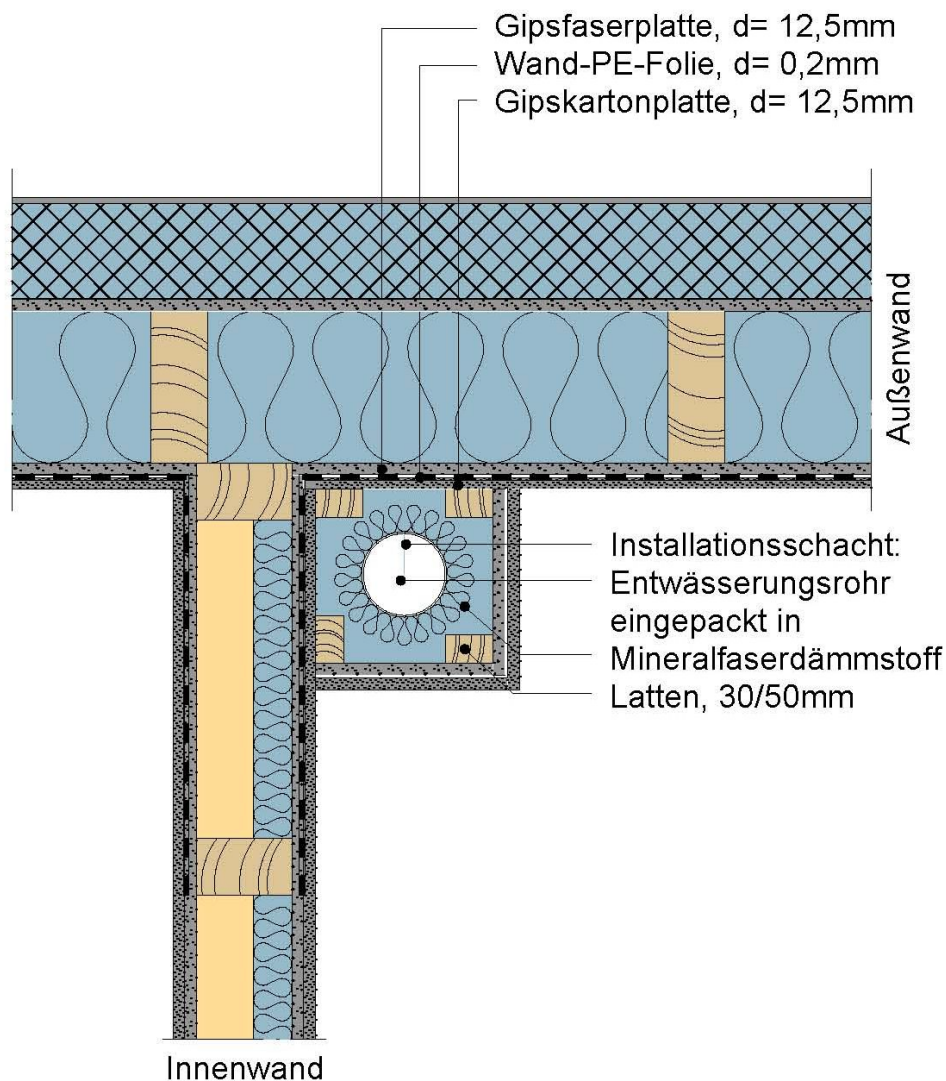 Gipsfaserplatte, d= 12,5mm
Wand-PE-Folie, d= 0,2mm
Gipskartonplatte, d= 12,5mm
Außenwand
Installationsschacht:
Entwässerungsrohr
eingepackt in
Mineralfaserdämmstoff
Latten, 30/50mm
Innenwand